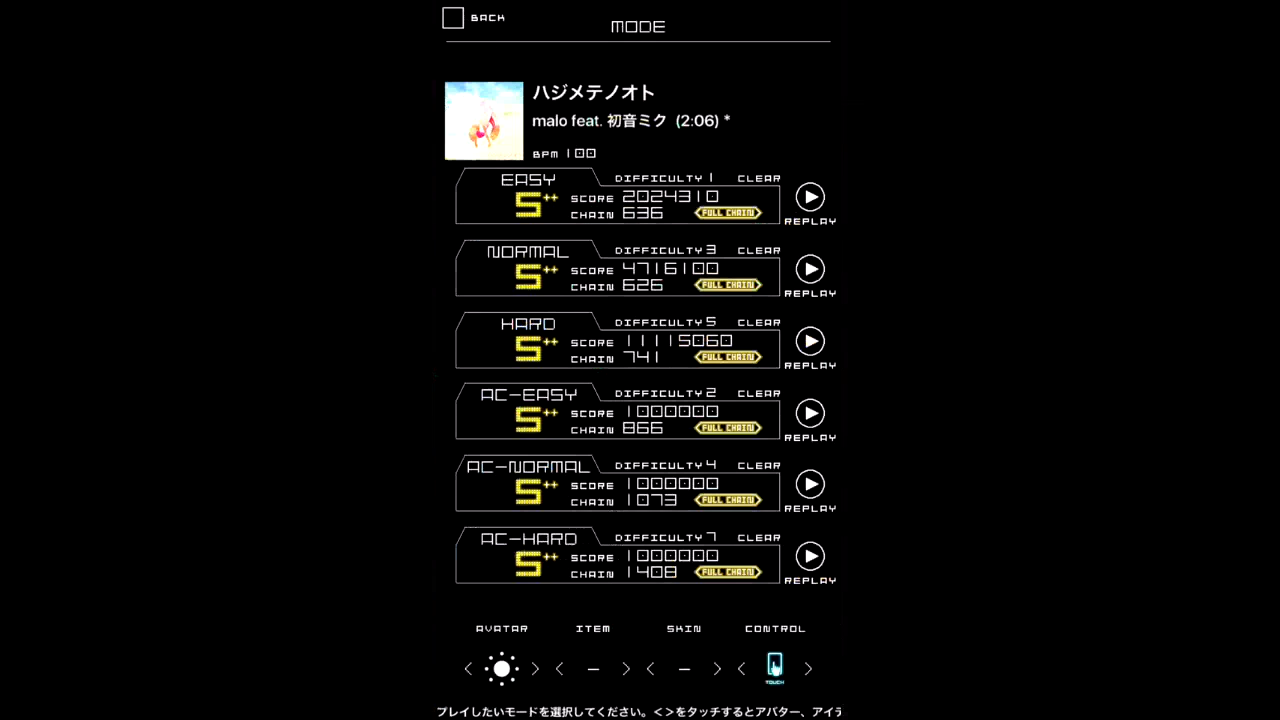 BACK
MODE
ハジメテノオト
malo feat. 初音ミク (2:06) *
BPM 100
EASY DIFFICULTY 1 CLEAR
S++ SCORE 2024310
CHAIN 636 FULL CHAIN
REPLAY
NORMAL DIFFICULTY 3 CLEAR
S++ SCORE 4716100
CHAIN 626 FULL CHAIN
REPLAY
HARD DIFFICULTY 5 CLEAR
S++ SCORE 11115060
CHAIN 741 FULL CHAIN
REPLAY
AC-EASY DIFFICULTY 2 CLEAR
S++ SCORE 1000000
CHAIN 866 FULL CHAIN
REPLAY
AC-NORMAL DIFFICULTY 4 CLEAR
S++ SCORE 1000000
CHAIN 1073 FULL CHAIN
REPLAY
AC-HARD DIFFICULTY 7 CLEAR
S++ SCORE 1000000
CHAIN 1408 FULL CHAIN
REPLAY
AVATAR ITEM SKIN CONTROL
< > < – > < – > < >
TOUCH
プレイしたいモードを選択してください。<>をタッチするとアバター、アイテ